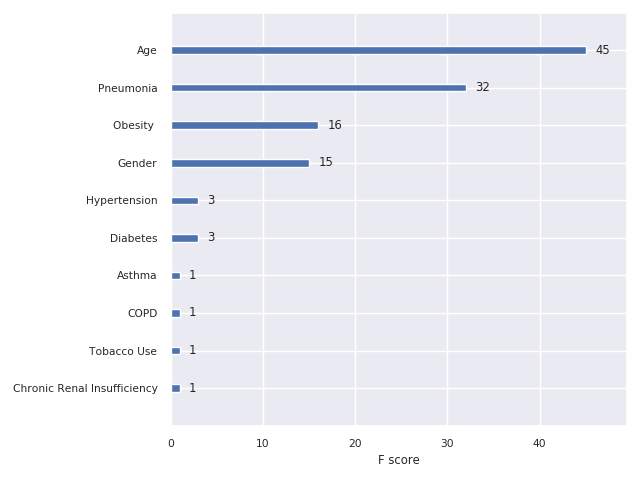 Age 45
Pneumonia 32
Obesity 16
Gender 15
Hypertension 3
Diabetes 3
Asthma 1
COPD 1
Tobacco Use 1
Chronic Renal Insufficiency 1
0 10 20 30 40
F score